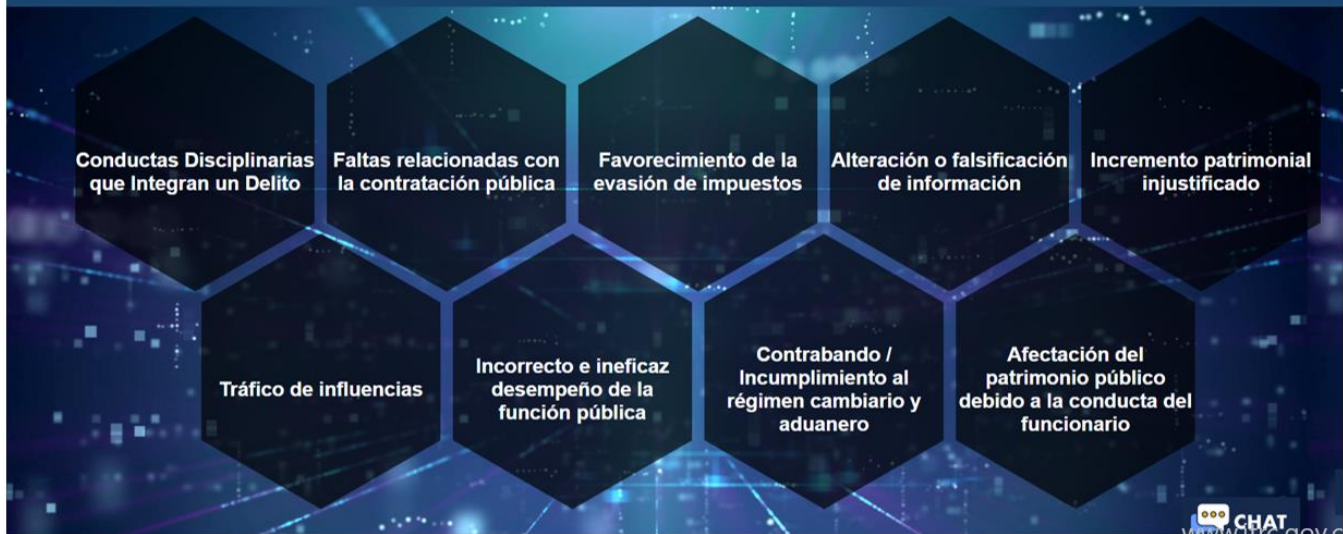 Conductas Disciplinarias
que Integran un Delito
Faltas relacionadas con
la contratación pública
Favorecimiento de la
evasión de impuestos
Alteración o falsificación
de información
Incremento patrimonial
injustificado
Tráfico de influencias
Incorrecto e ineficaz
desempeño de la
función pública
Contrabando /
Incumplimiento al
régimen cambiario y
aduanero
Afectación del
patrimonio público
debido a la conducta del
funcionario
CHAT